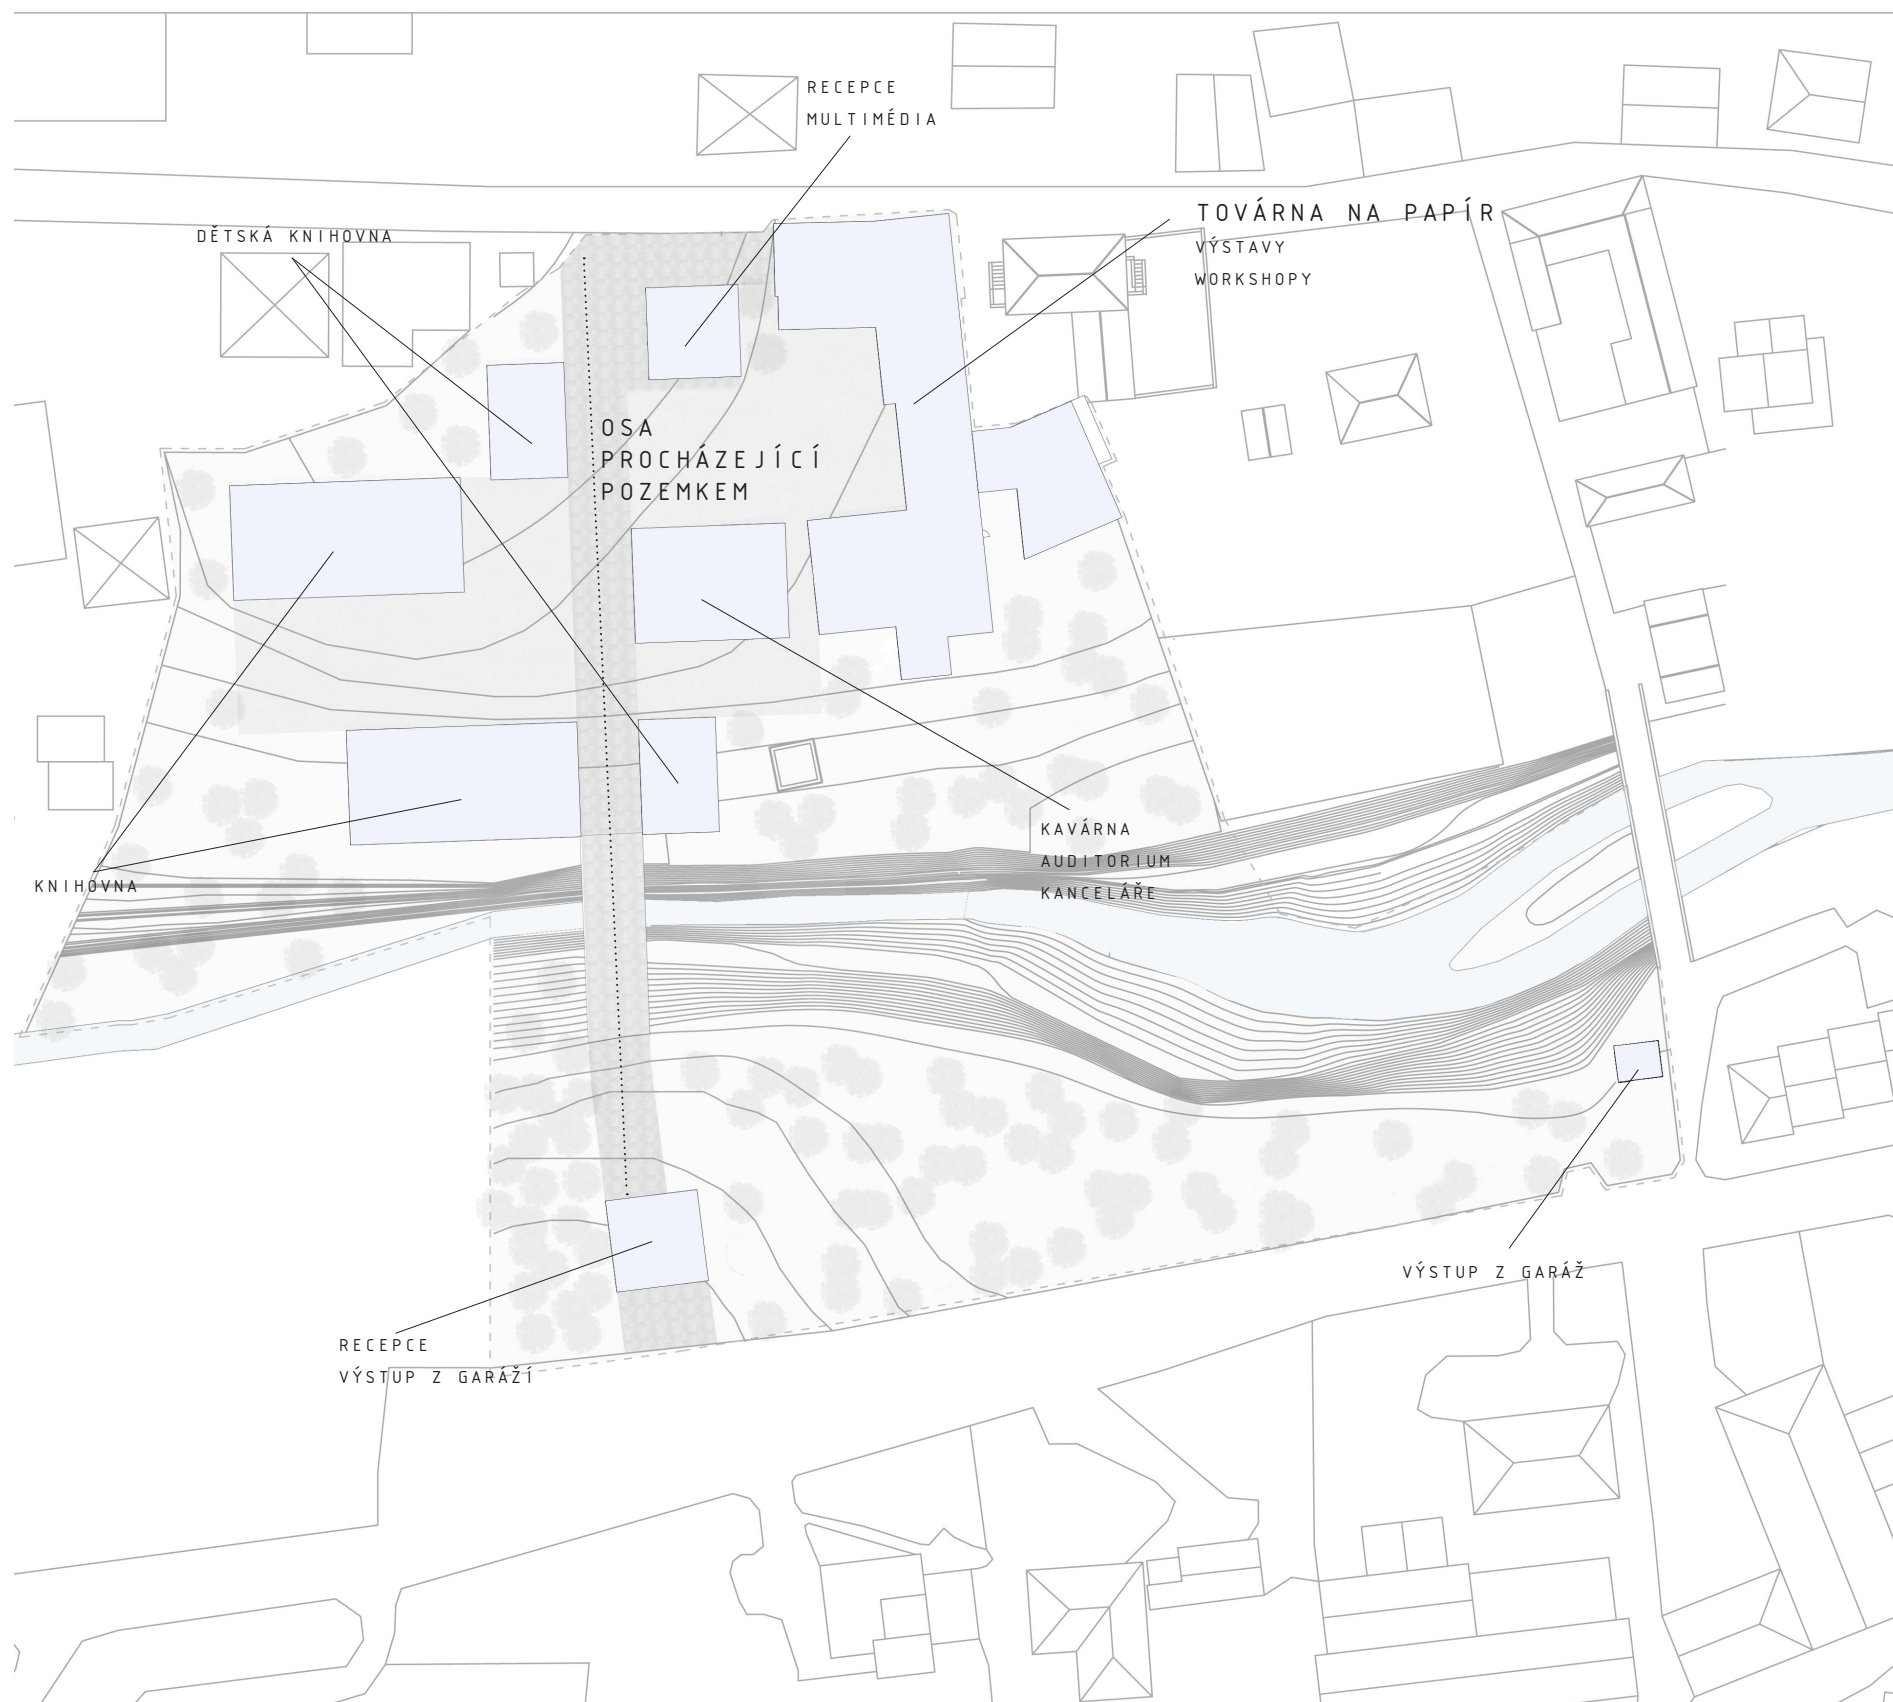 RECEPCE
MULTIMÉDIA
TOVÁRNA NA PAPÍR
VÝSTAVY
WORKSHOPY
DĚTSKÁ KNIHOVNA
OSA
PROCHÁZEJÍCÍ
POZEMKEM
KAVÁRNA
AUDITORIUM
KANCELÁŘE
KNIHOVNA
VÝSTUP Z GARÁŽ
RECEPCE
VÝSTUP Z GARÁŽÍ